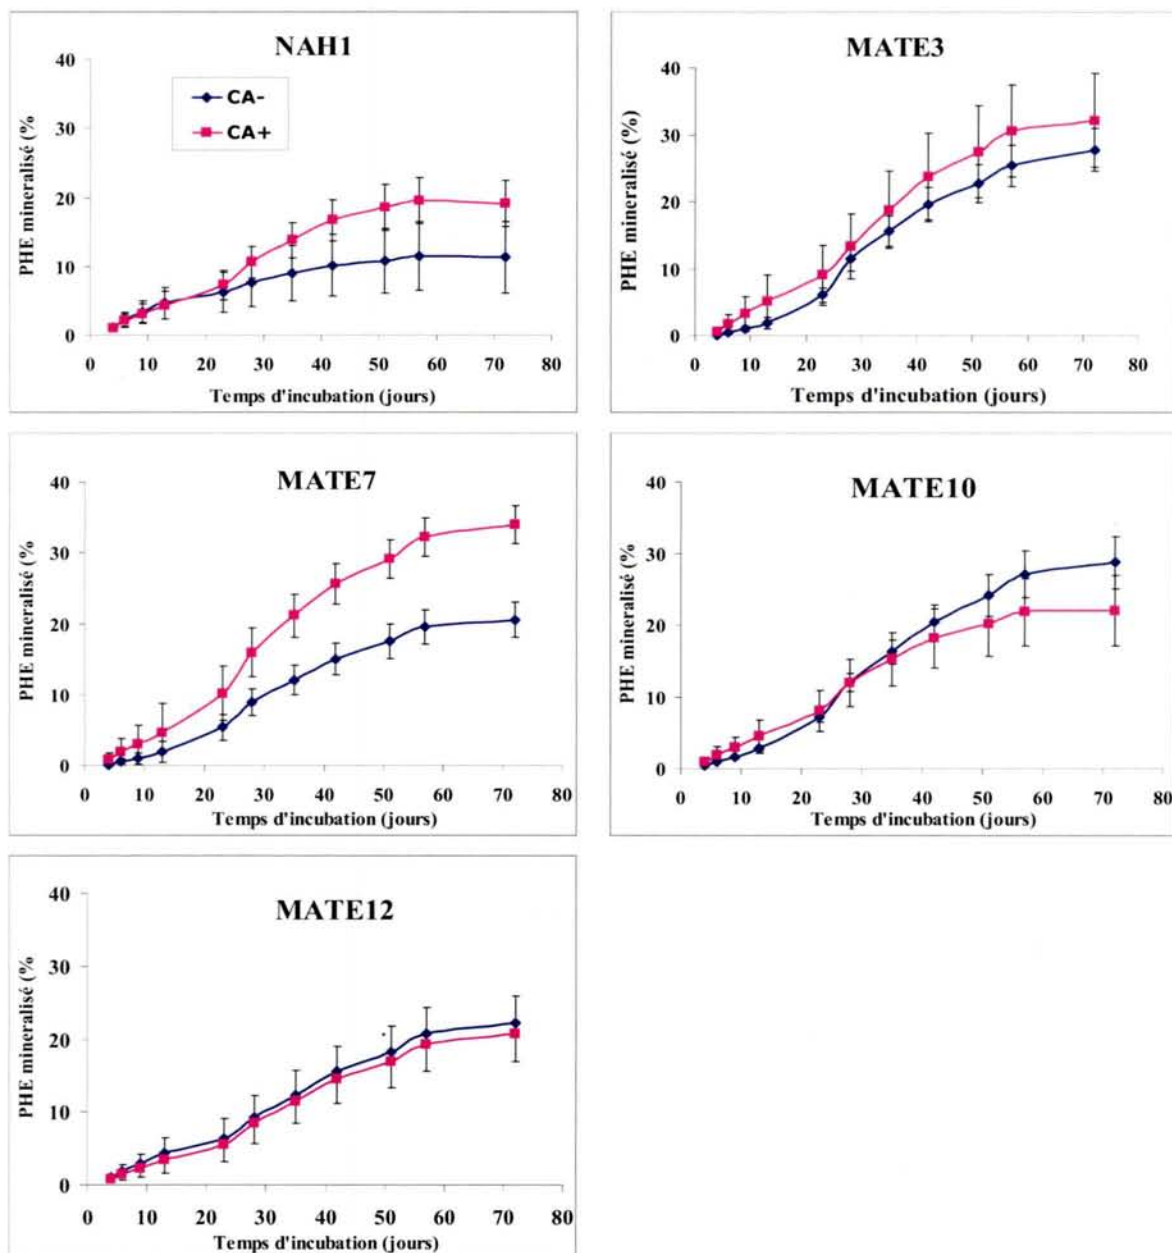 NAH1
PHE mineralisé (%
40
30
20
10
0
CA-
CA+
0 10 20 30 40 50 60 70 80
Temps d'incubation (jours)
MATE3
PHE mineralisé (%)
40
30
20
10
0
0 10 20 30 40 50 60 70 80
Temps d'incubation (jours)
MATE7
PHE mineralisé (%
40
30
20
10
0
0 10 20 30 40 50 60 70 80
Temps d'incubation (jours)
MATE10
PHE mineralisé (%
40
30
20
10
0
0 10 20 30 40 50 60 70 80
Temps d'incubation (jours)
MATE12
PHE mineralisé (%
40
30
20
10
0
0 10 20 30 40 50 60 70 80
Temps d'incubation (jours)